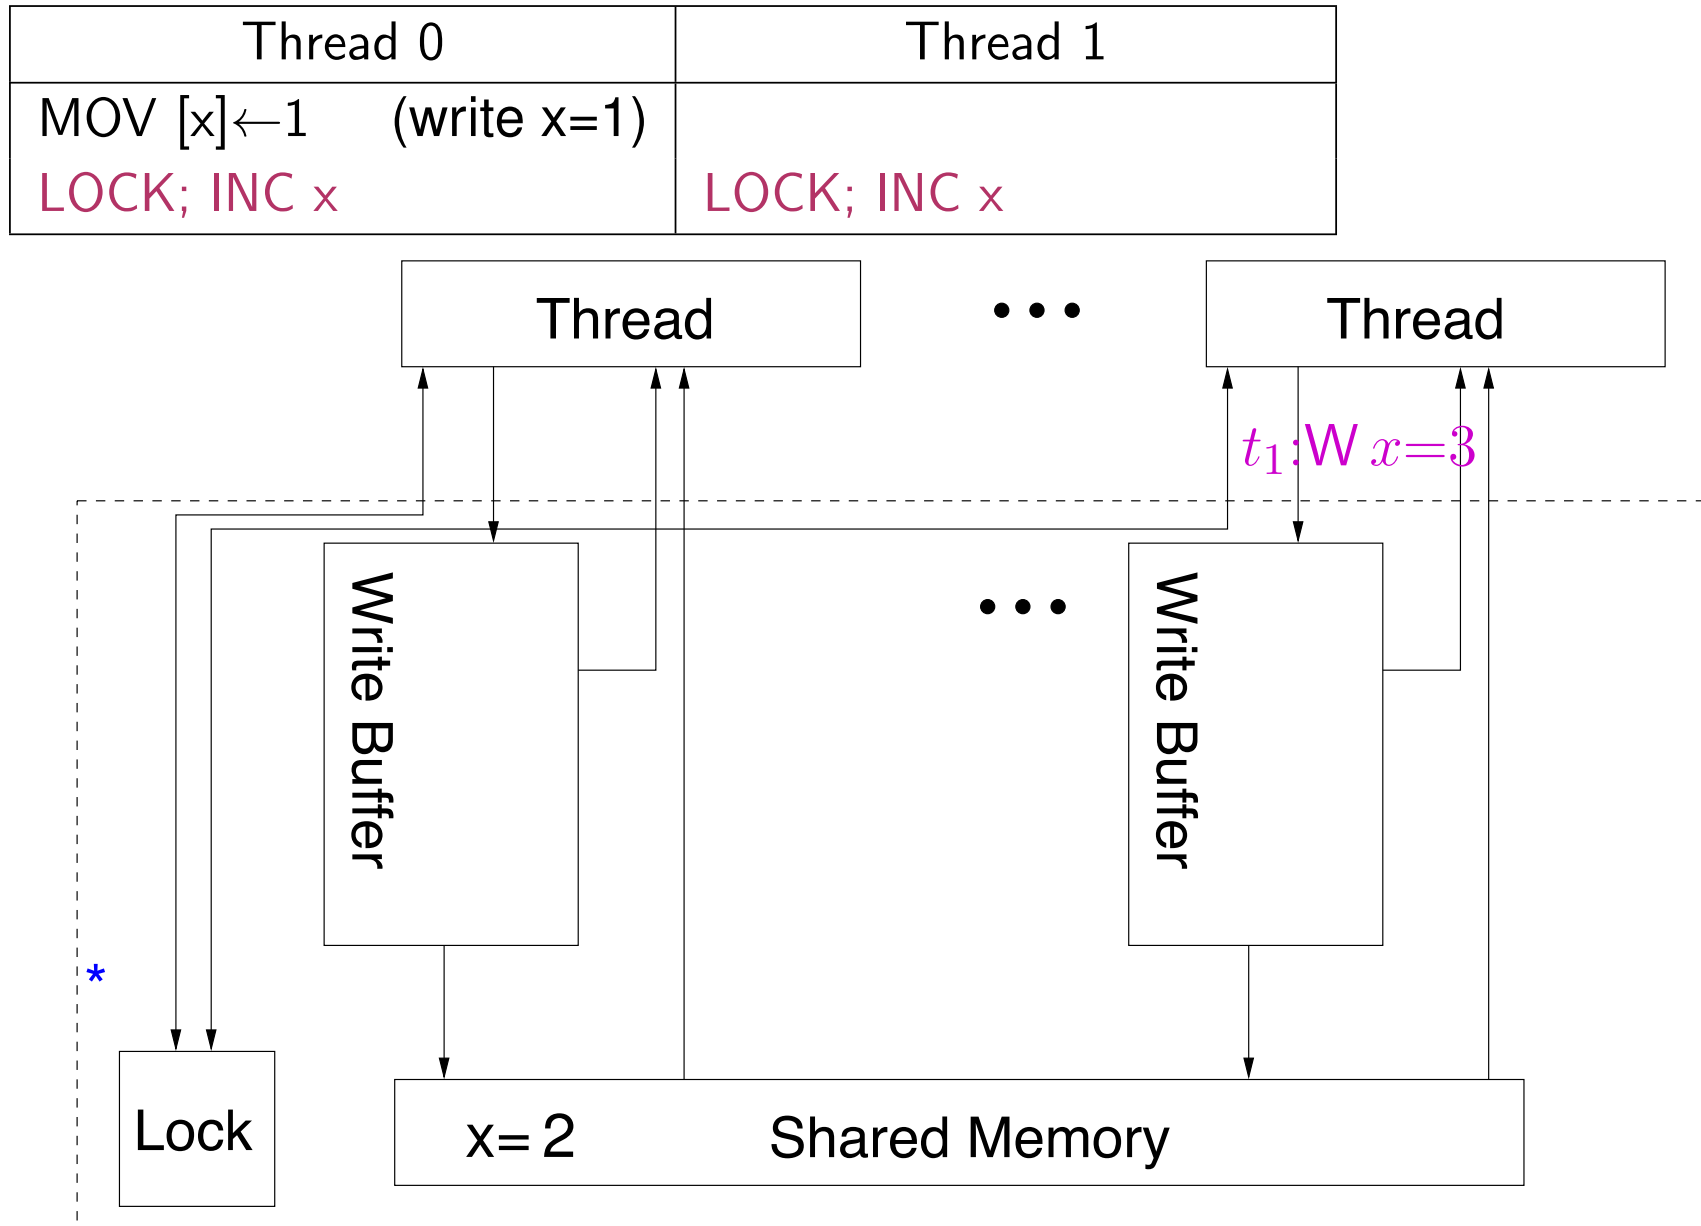 Thread 0 Thread 1
MOV [x]←1 (write x=1)
LOCK; INC x LOCK; INC x
Thread ••• Thread
t₁:W x=3
Write Buffer ••• Write Buffer
*
Lock
x= 2 Shared Memory